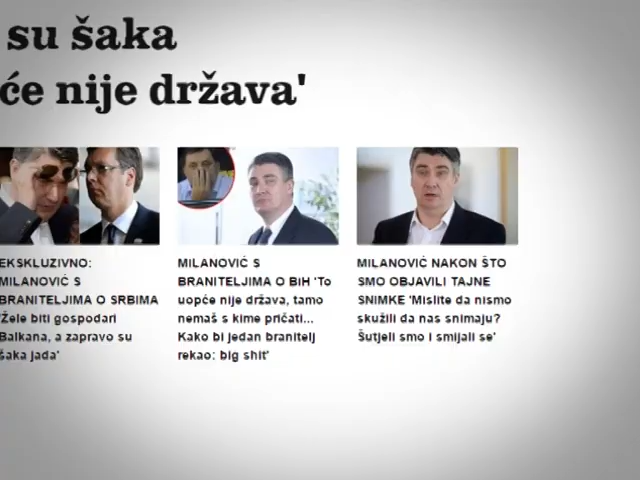 su šaka
će nije država'
EKSKLUZIVNO:
MILANOVIĆ S
BRANITELJIMA O SRBIMA
'Žele biti gospodari
Balkana, a zapravo su
šaka jada'
MILANOVIĆ S
BRANITELJIMA O BIH 'To
uopće nije država, tamo
nemaš s kime pričati...
Kako bi jedan branitelj
rekao: big shit'
MILANOVIĆ NAKON ŠTO
SMO OBJAVILI TAJNE
SNIMKE 'Mislite da nismo
skužili da nas snimaju?
Šutjeli smo i smijali se'